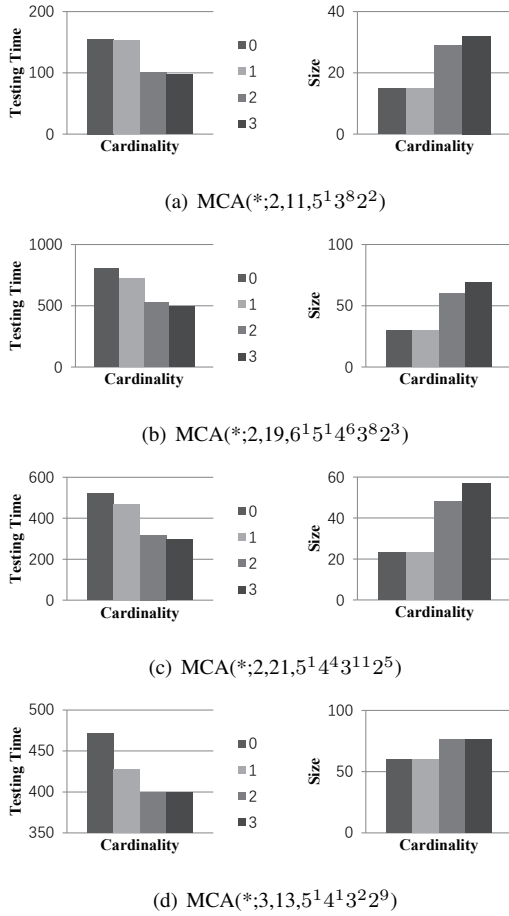 Testing Time
200
100
0
Cardinality
0
1
2
3
Size
40
20
0
Cardinality
(a) MCA(*;2,11,5¹3⁸2²)
Testing Time
1000
500
0
Cardinality
0
1
2
3
Size
100
50
0
Cardinality
(b) MCA(*;2,19,6¹5¹4⁶3⁸2³)
Testing Time
600
400
200
0
Cardinality
0
1
2
3
Size
60
40
20
0
Cardinality
(c) MCA(*;2,21,5¹4⁴3¹¹2⁵)
Testing Time
500
450
400
350
Cardinality
0
1
2
3
Size
100
50
0
Cardinality
(d) MCA(*;3,13,5¹4¹3²2⁹)